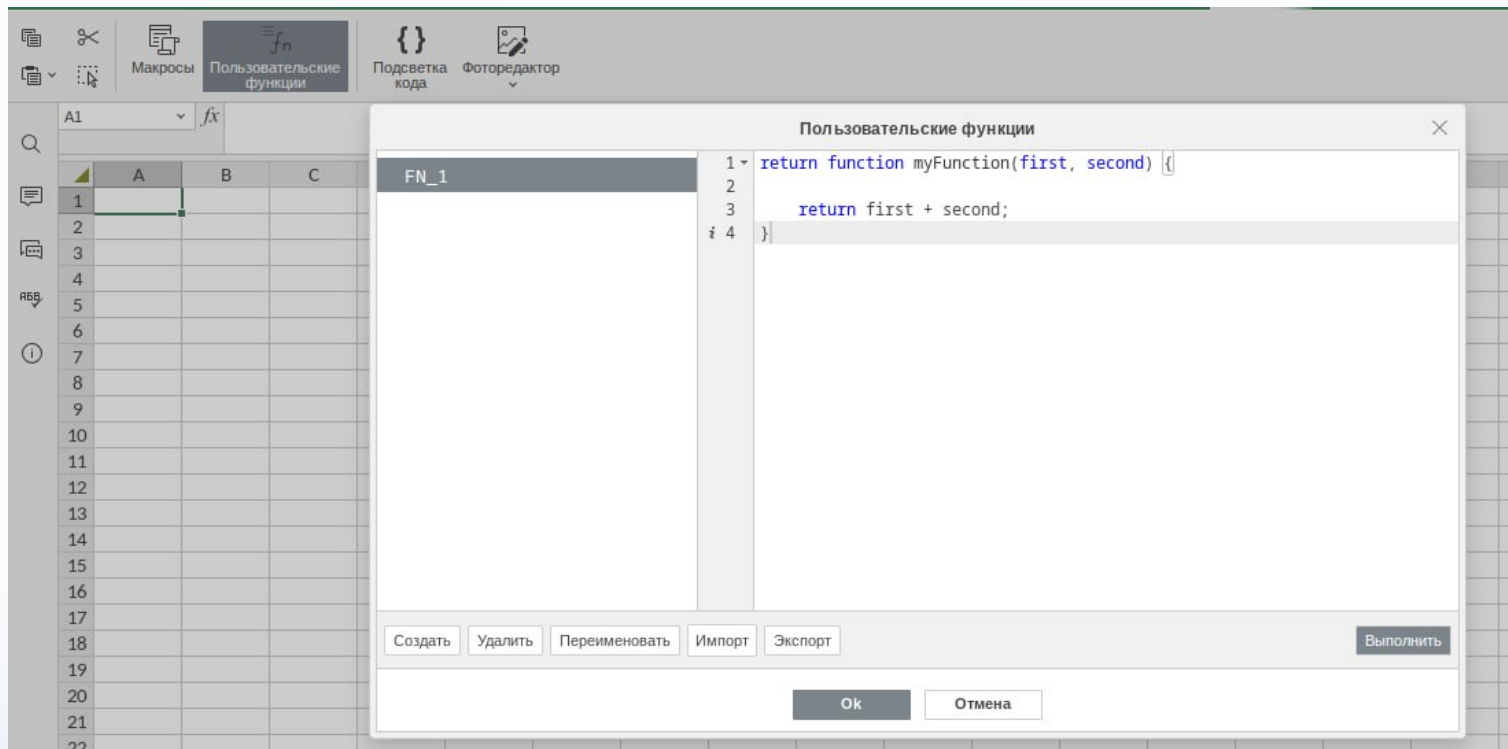 Макросы
Пользовательские
функции
Подсветка
кода
Фоторедактор
A1
fx
Пользовательские функции
FN_1
1 return function myFunction(first, second) {
2
3 return first + second;
i 4 }
A B C
1
2
3
4
5
6
7
8
9
10
11
12
13
14
15
16
17
18
19
20
21
22
АБВ
Создать Удалить Переименовать Импорт Экспорт Выполнить
Ok Отмена